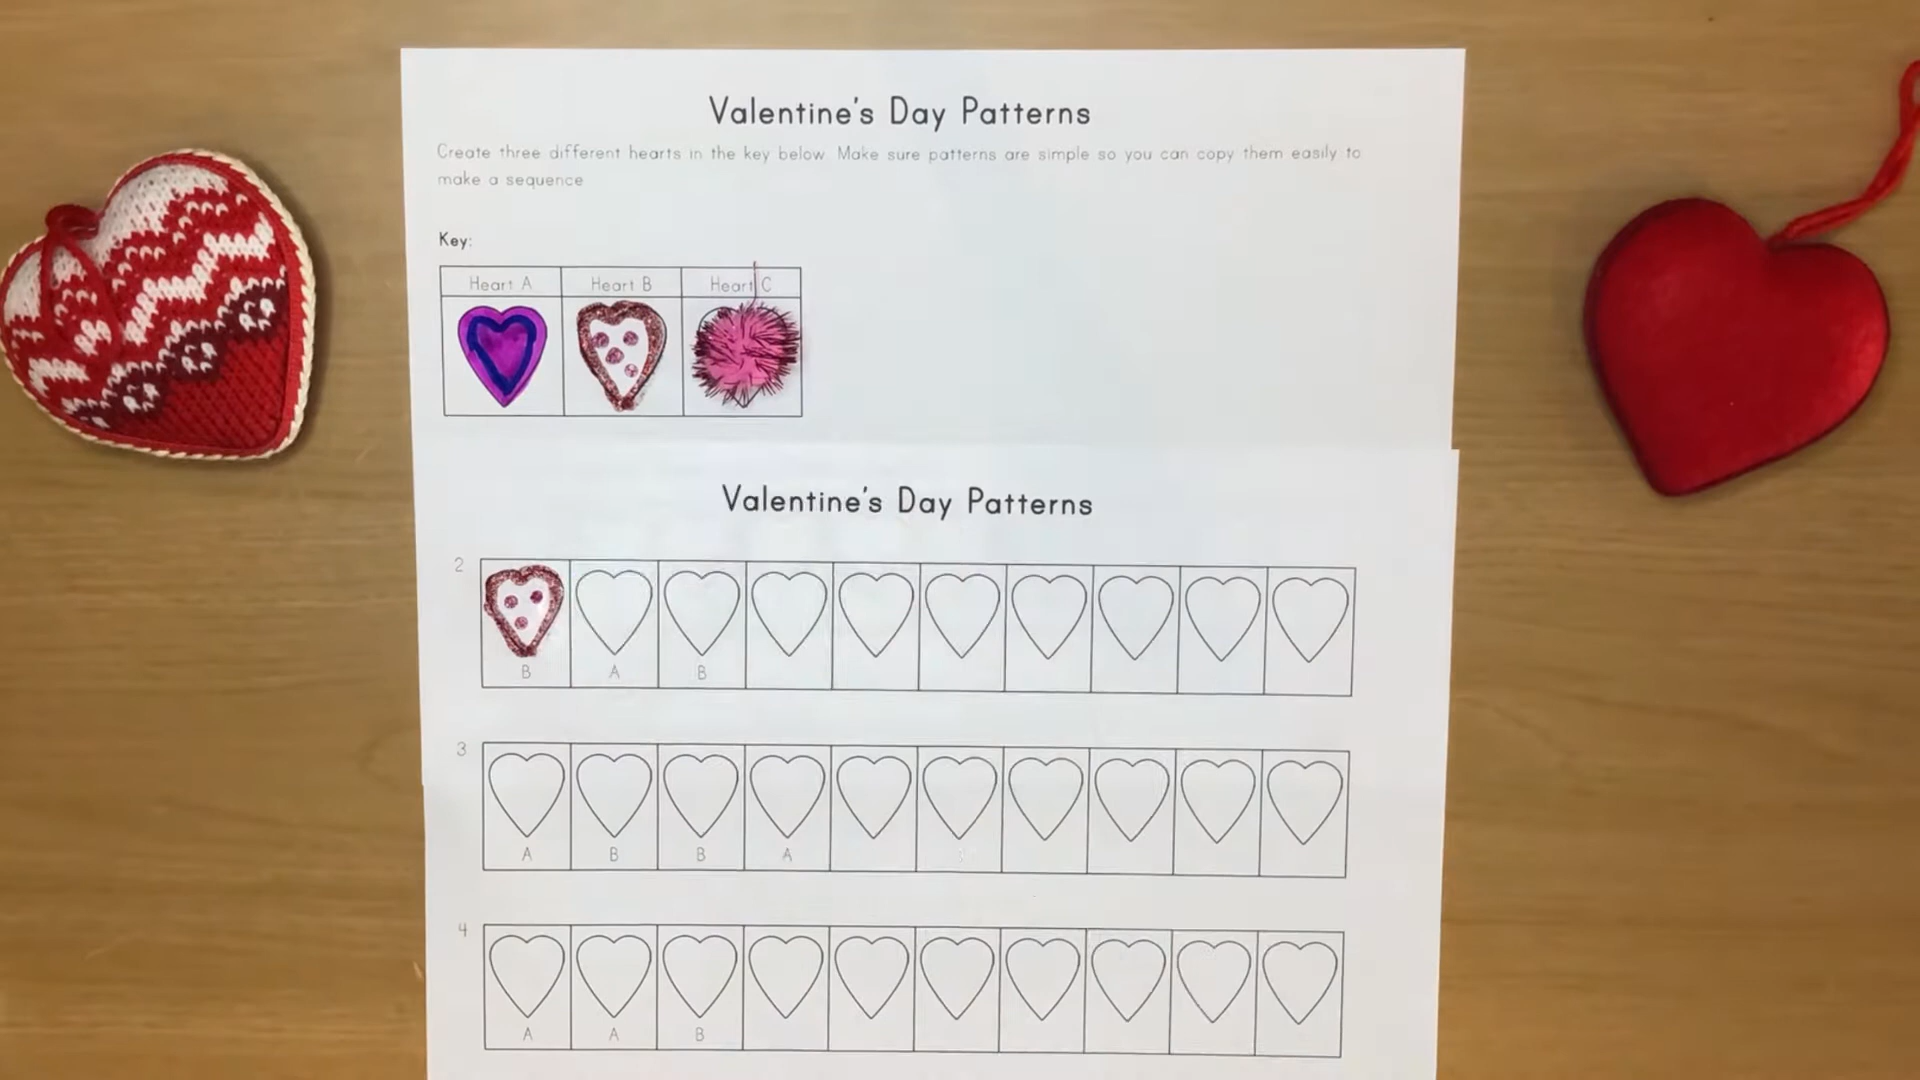 Valentine's Day Patterns
Create three different hearts in the key below. Make sure patterns are simple so you can copy them easily to
make a sequence
Key:
Heart A Heart B Heart C
Valentine's Day Patterns
2
B A B
3
A B B A
4
A A B